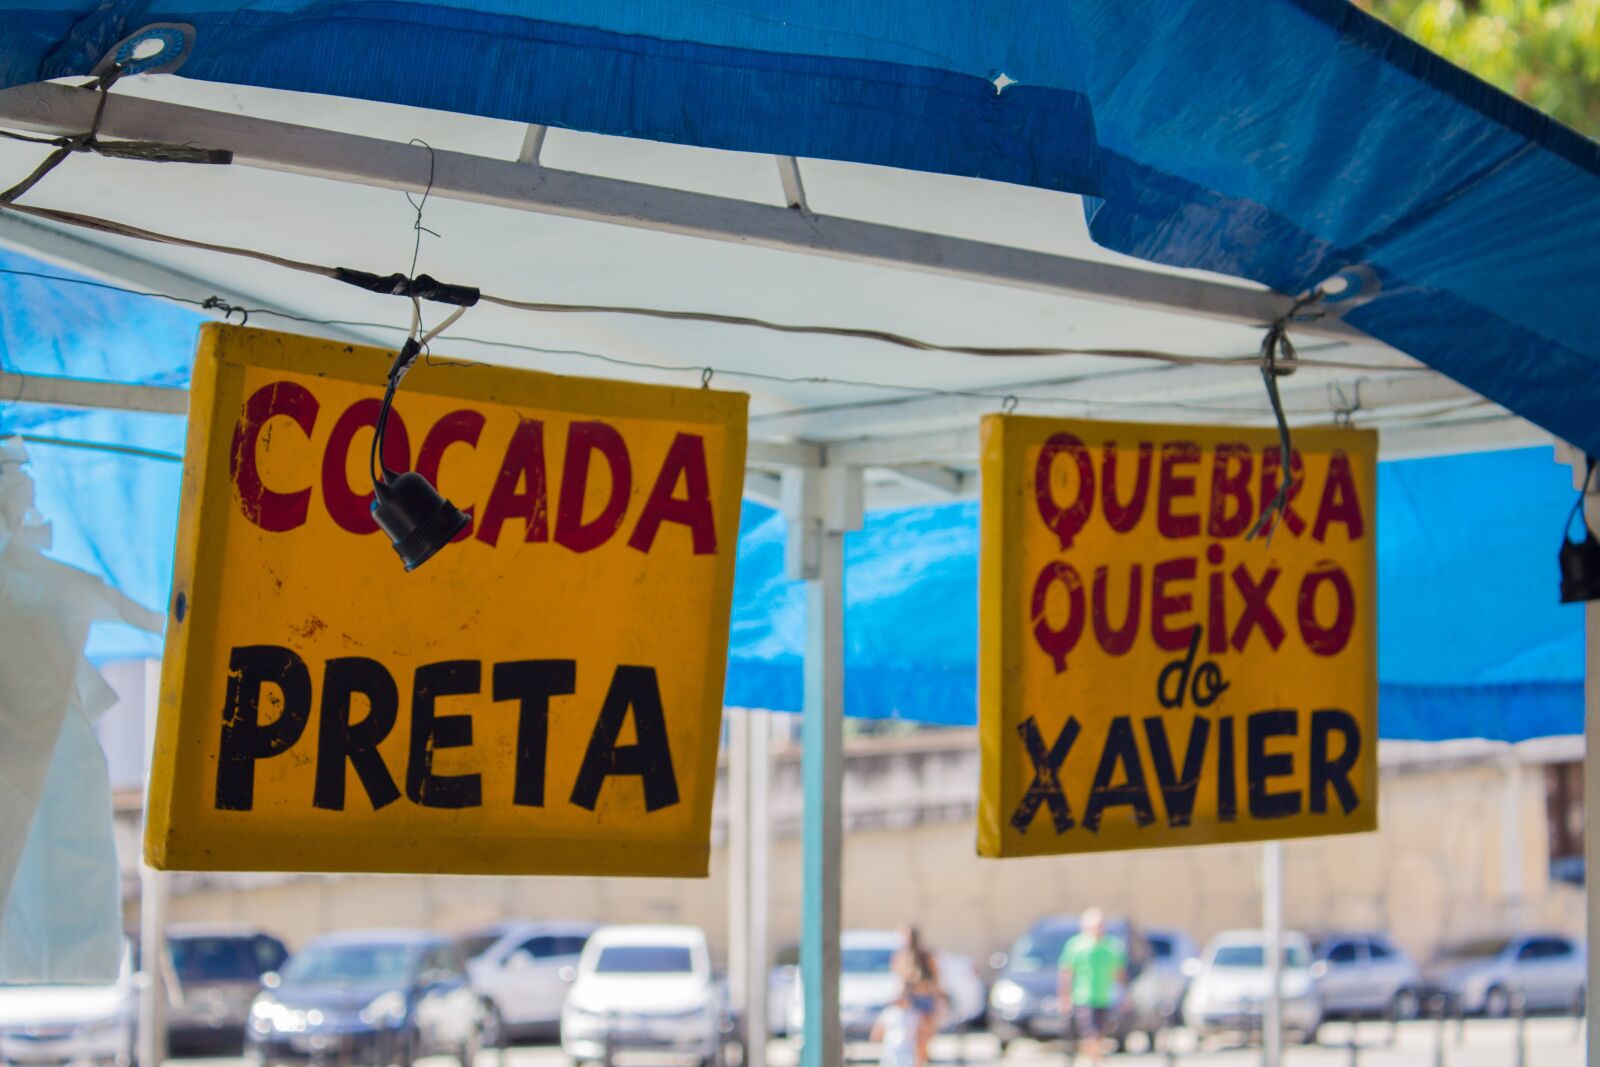 COCADA
PRETA
QUEBRA
QUEiXO
do
XAVIER